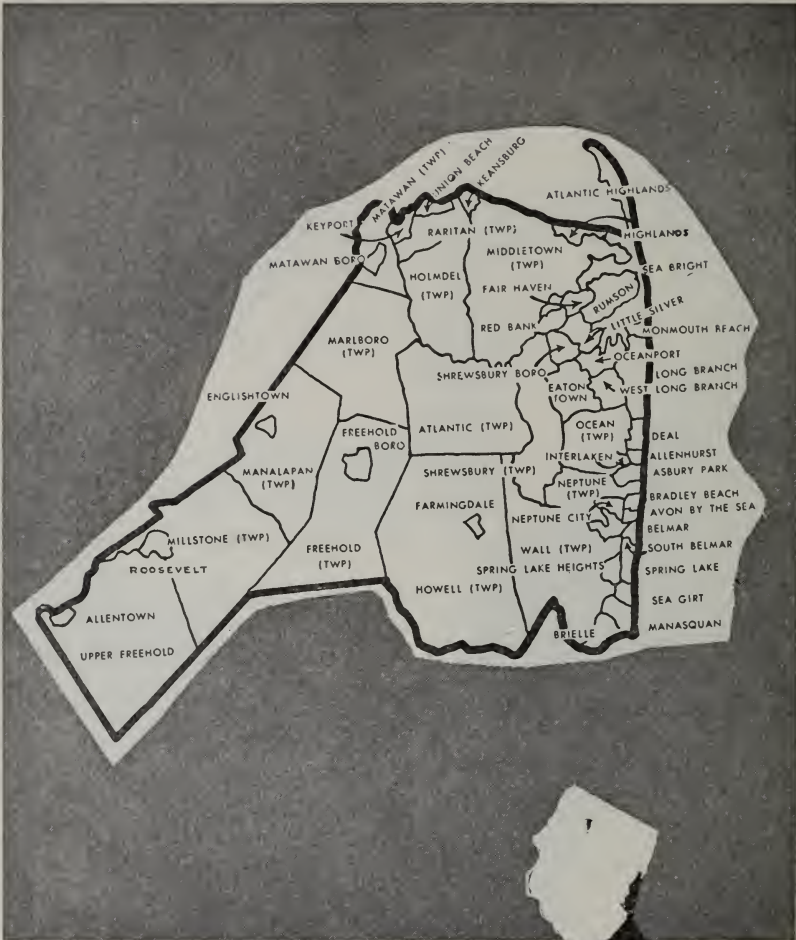 MATAWAN (TWP)
UNION BEACH
KEANSBURG
ATLANTIC HIGHLANDS
KEYPORT
RARITAN (TWP)
HIGHLANDS
MATAWAN BORO
MIDDLETOWN
(TWP)
SEA BRIGHT
HOLMDEL
(TWP)
FAIR HAVEN
RUMSON
RED BANK
LITTLE SILVER
MONMOUTH BEACH
MARLBORO
(TWP)
OCEANPORT
SHREWSBURY BORO
LONG BRANCH
EATON
TOWN
WEST LONG BRANCH
ENGLISHTOWN
FREEHOLD
BORO
ATLANTIC (TWP)
OCEAN
(TWP)
DEAL
INTERLAKEN
ALLENHURST
MANALAPAN
(TWP)
SHREWSBURY (TWP)
ASBURY PARK
NEPTUNE
(TWP)
BRADLEY BEACH
FARMINGDALE
AVON BY THE SEA
NEPTUNE CITY
BELMAR
MILLSTONE (TWP)
FREEHOLD
(TWP)
WALL (TWP)
SOUTH BELMAR
ROOSEVELT
SPRING LAKE HEIGHTS
SPRING LAKE
HOWELL (TWP)
SEA GIRT
ALLENTOWN
BRIELLE
MANASQUAN
UPPER FREEHOLD